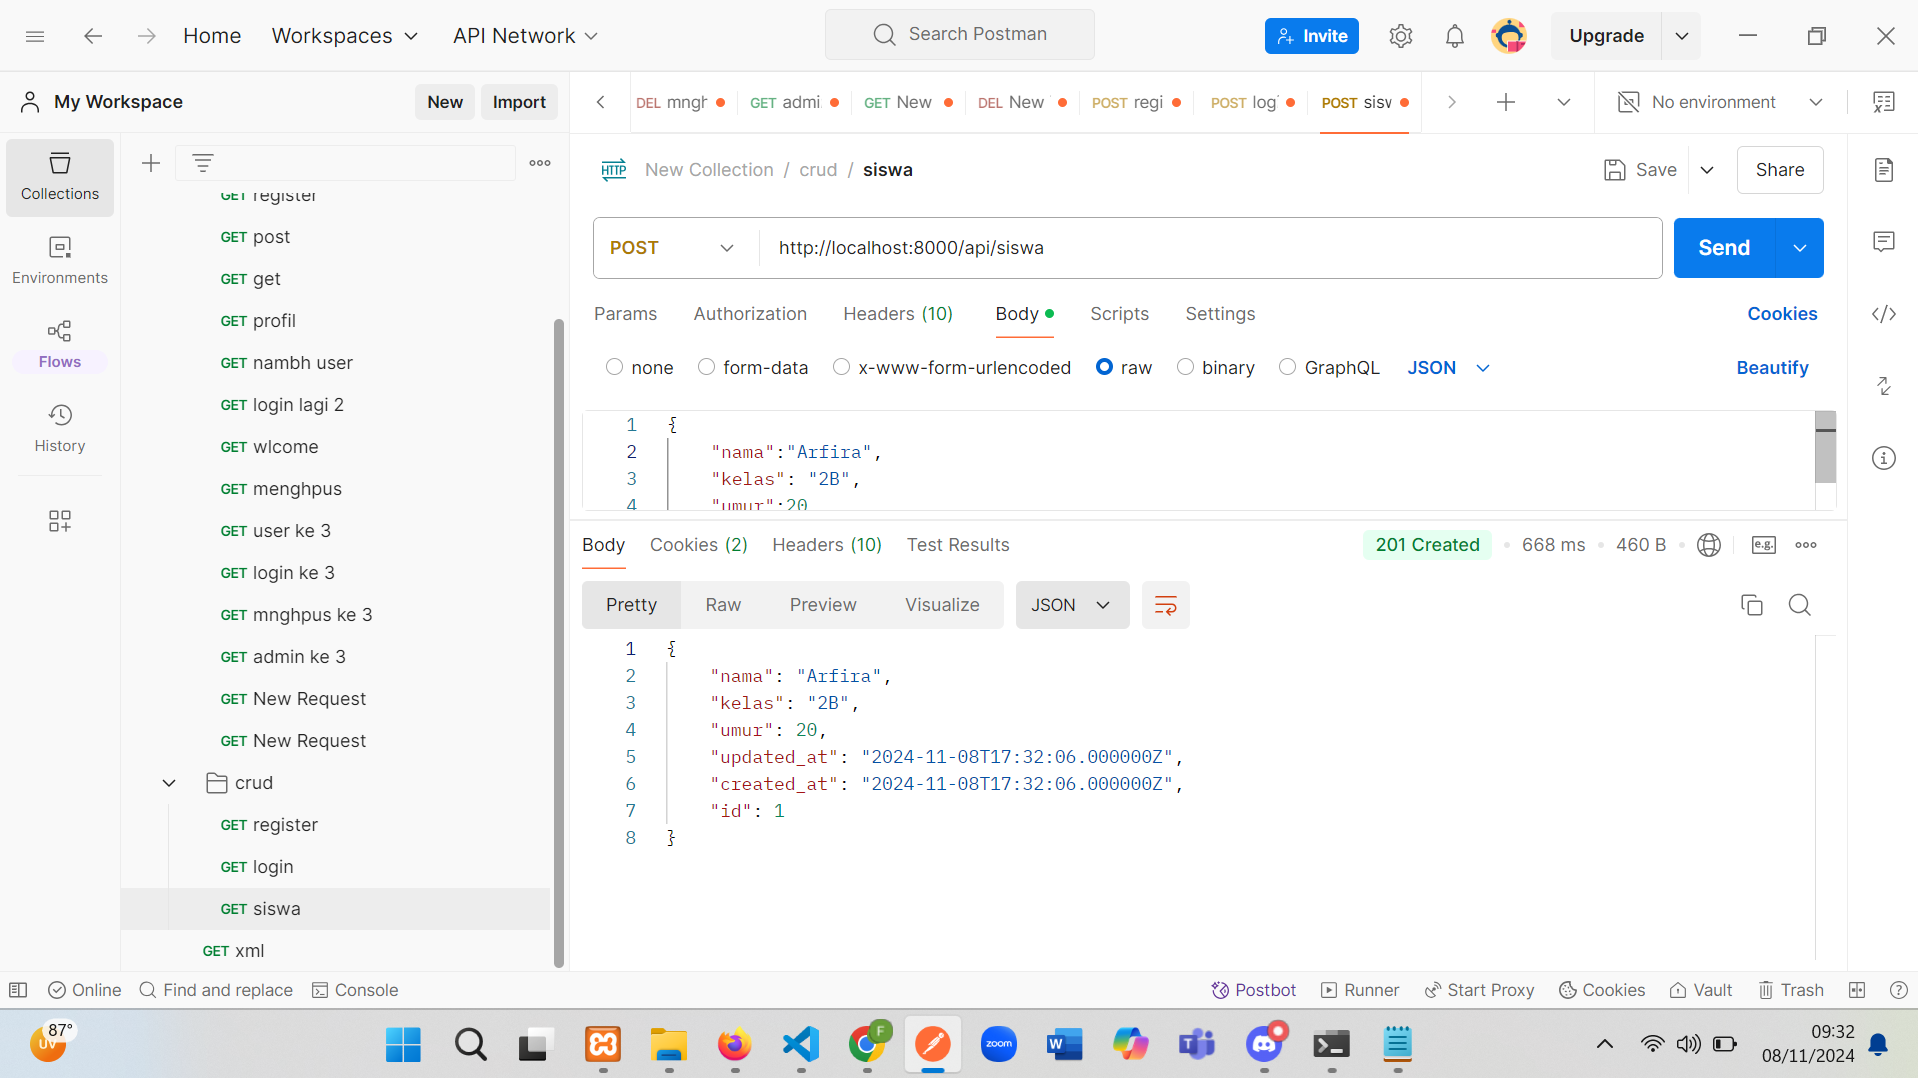 Home Workspaces API Network Search Postman Invite Upgrade
My Workspace New Import
DEL mngh GET admi GET New DEL New POST regi POST logi POST sisw No environment
Collections
Environments
Flows
History
GET register
GET post
GET get
GET profil
GET nambh user
GET login lagi 2
GET wlcome
GET menghpus
GET user ke 3
GET login ke 3
GET mnghpus ke 3
GET admin ke 3
GET New Request
GET New Request
crud
GET register
GET login
GET siswa
GET xml
HTTP New Collection / crud / siswa Save Share
POST http://localhost:8000/api/siswa Send
Params Authorization Headers (10) Body Scripts Settings Cookies
none form-data x-www-form-urlencoded raw binary GraphQL JSON Beautify
1 {
2 "nama":"Arfira",
3 "kelas": "2B",
4 "umur":20
Body Cookies (2) Headers (10) Test Results 201 Created 668 ms 460 B e.g.
Pretty Raw Preview Visualize JSON
1 {
2 "nama": "Arfira",
3 "kelas": "2B",
4 "umur": 20,
5 "updated_at": "2024-11-08T17:32:06.000000Z",
6 "created_at": "2024-11-08T17:32:06.000000Z",
7 "id": 1
8 }
Online Find and replace Console Postbot Runner Start Proxy Cookies Vault Trash
87°
UV
F
zoom
W
T
09:32
08/11/2024